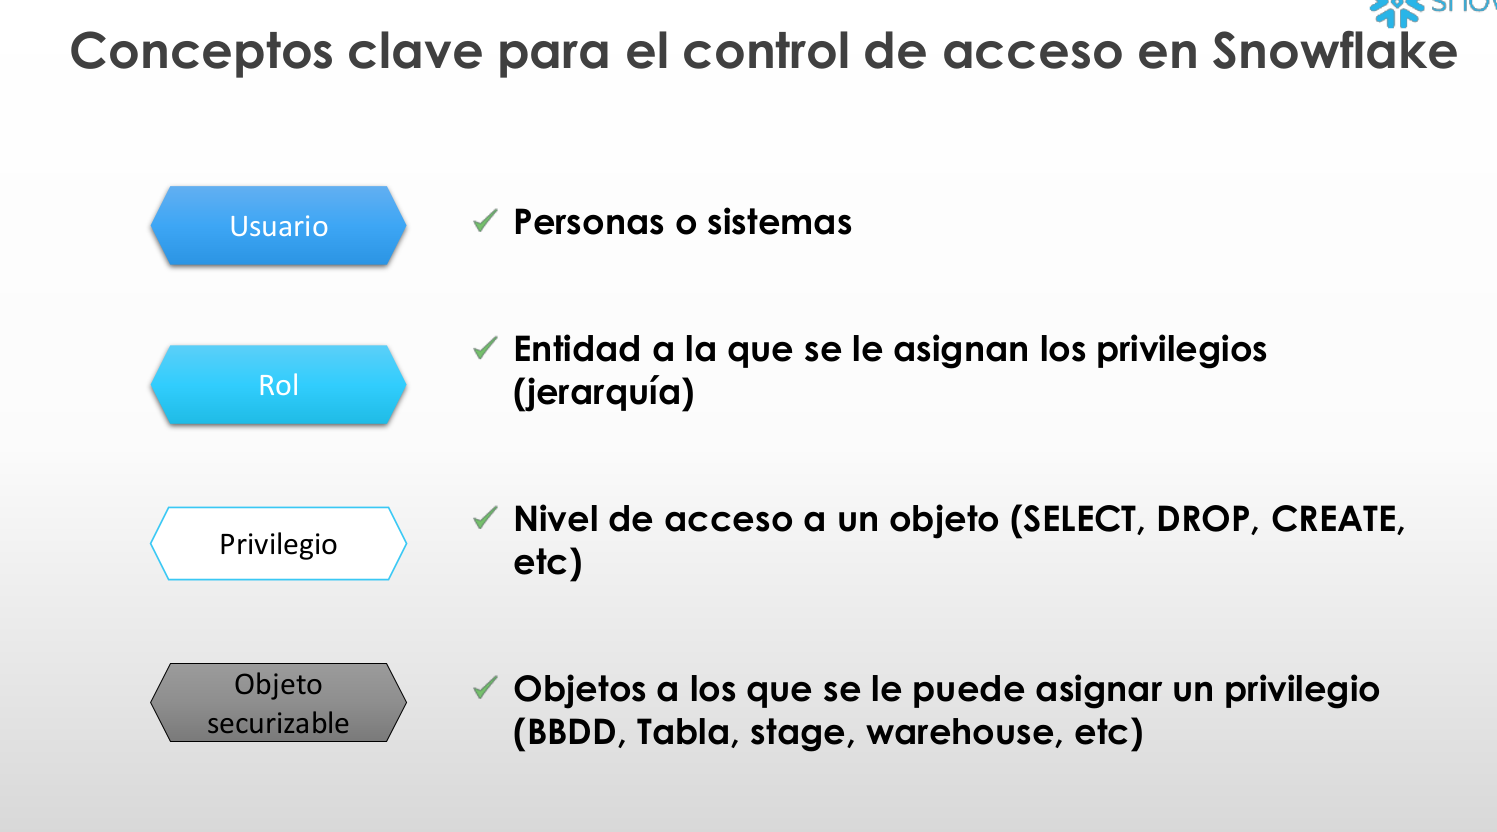 Conceptos clave para el control de acceso en Snowflake
Usuario
✓ Personas o sistemas
Rol
✓ Entidad a la que se le asignan los privilegios
(jerarquía)
Privilegio
✓ Nivel de acceso a un objeto (SELECT, DROP, CREATE,
etc)
Objeto
securizable
✓ Objetos a los que se le puede asignar un privilegio
(BBDD, Tabla, stage, warehouse, etc)